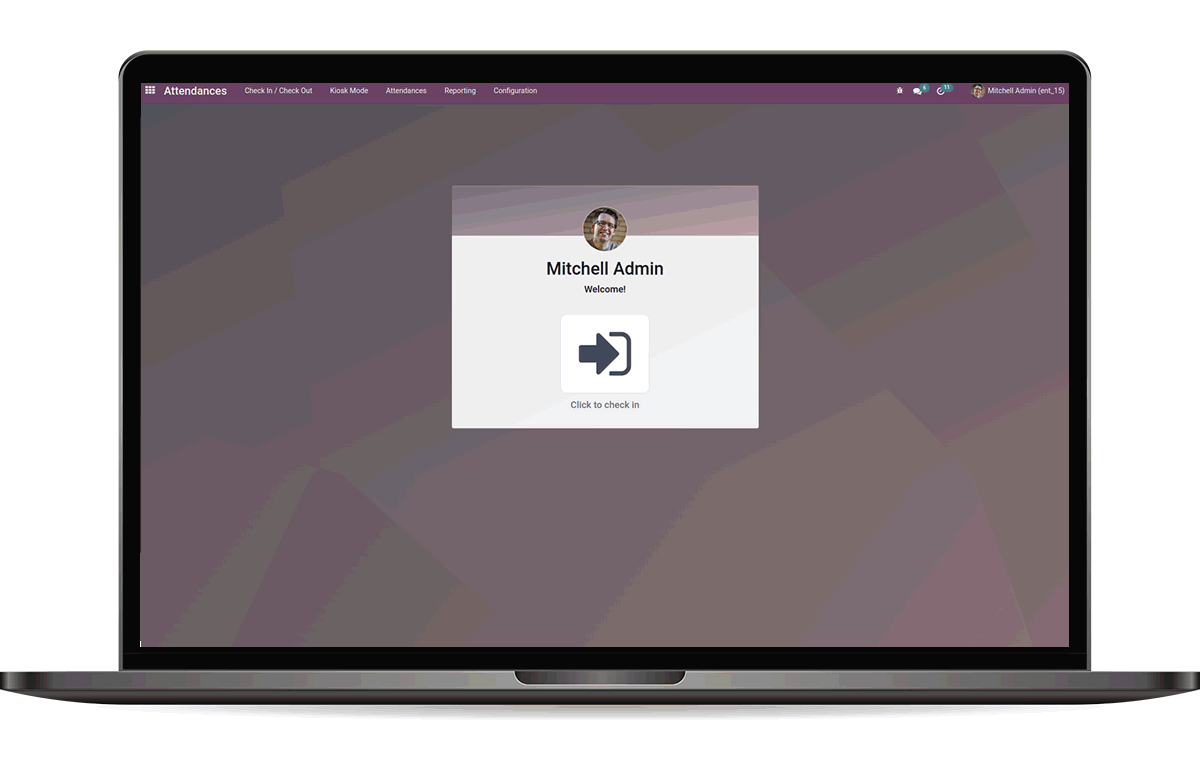 Attendances Check In / Check Out Kiosk Mode Attendances Reporting Configuration 6 11 Mitchell Admin (ent_15)
Mitchell Admin
Welcome!
Click to check in